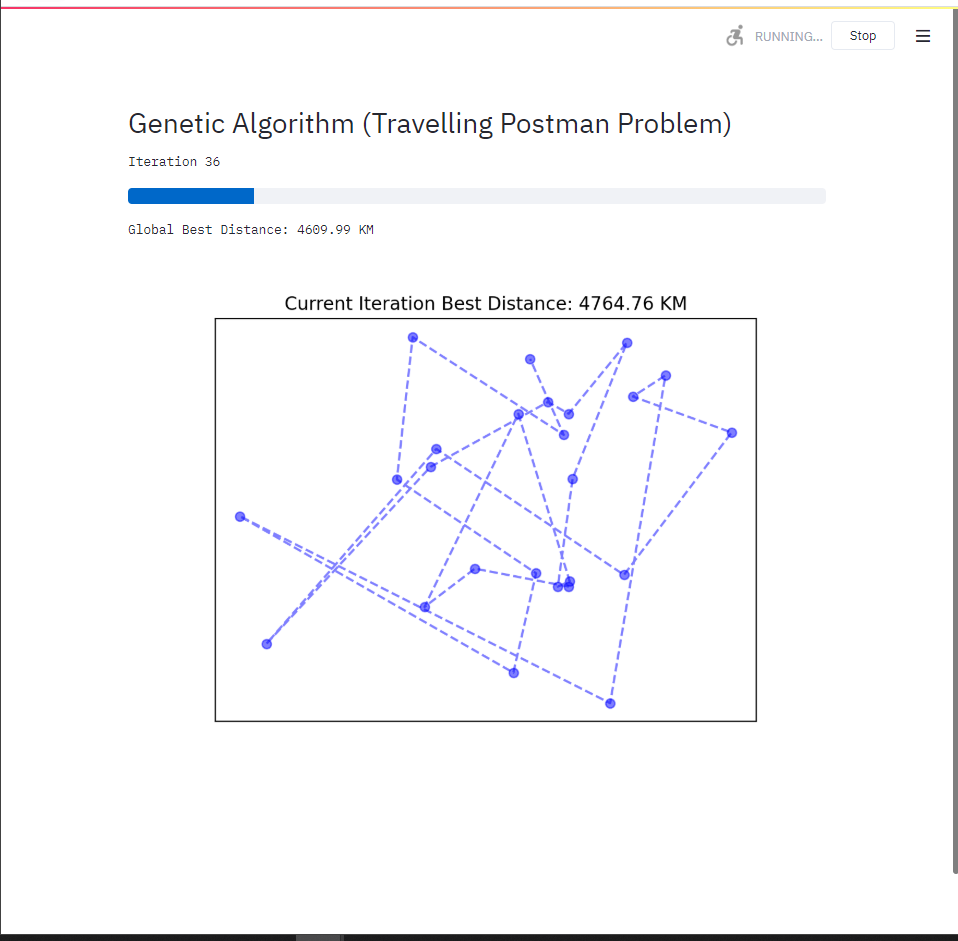 RUNNING...
Stop
Genetic Algorithm (Travelling Postman Problem)
Iteration 36
Global Best Distance: 4609.99 KM
Current Iteration Best Distance: 4764.76 KM